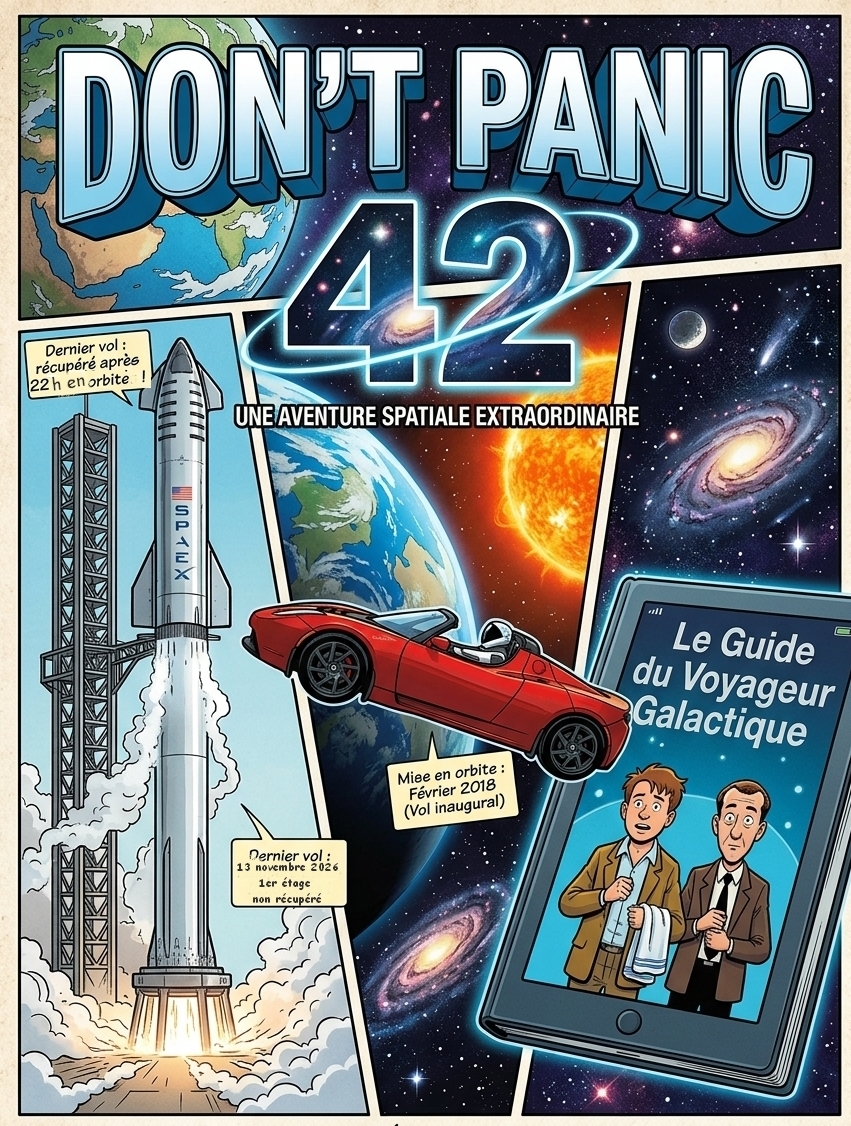 DON'T PANIC
42
UNE AVENTURE SPATIALE EXTRAORDINAIRE
Dernier vol :
récupéré après
22 h en orbite !
SPAEX
Le Guide
du Voyageur
Galactique
Miee en orbite :
Février 2018
(Vol inaugural)
Dernier vol :
13 novembre 2026
1er étage
non récupéré